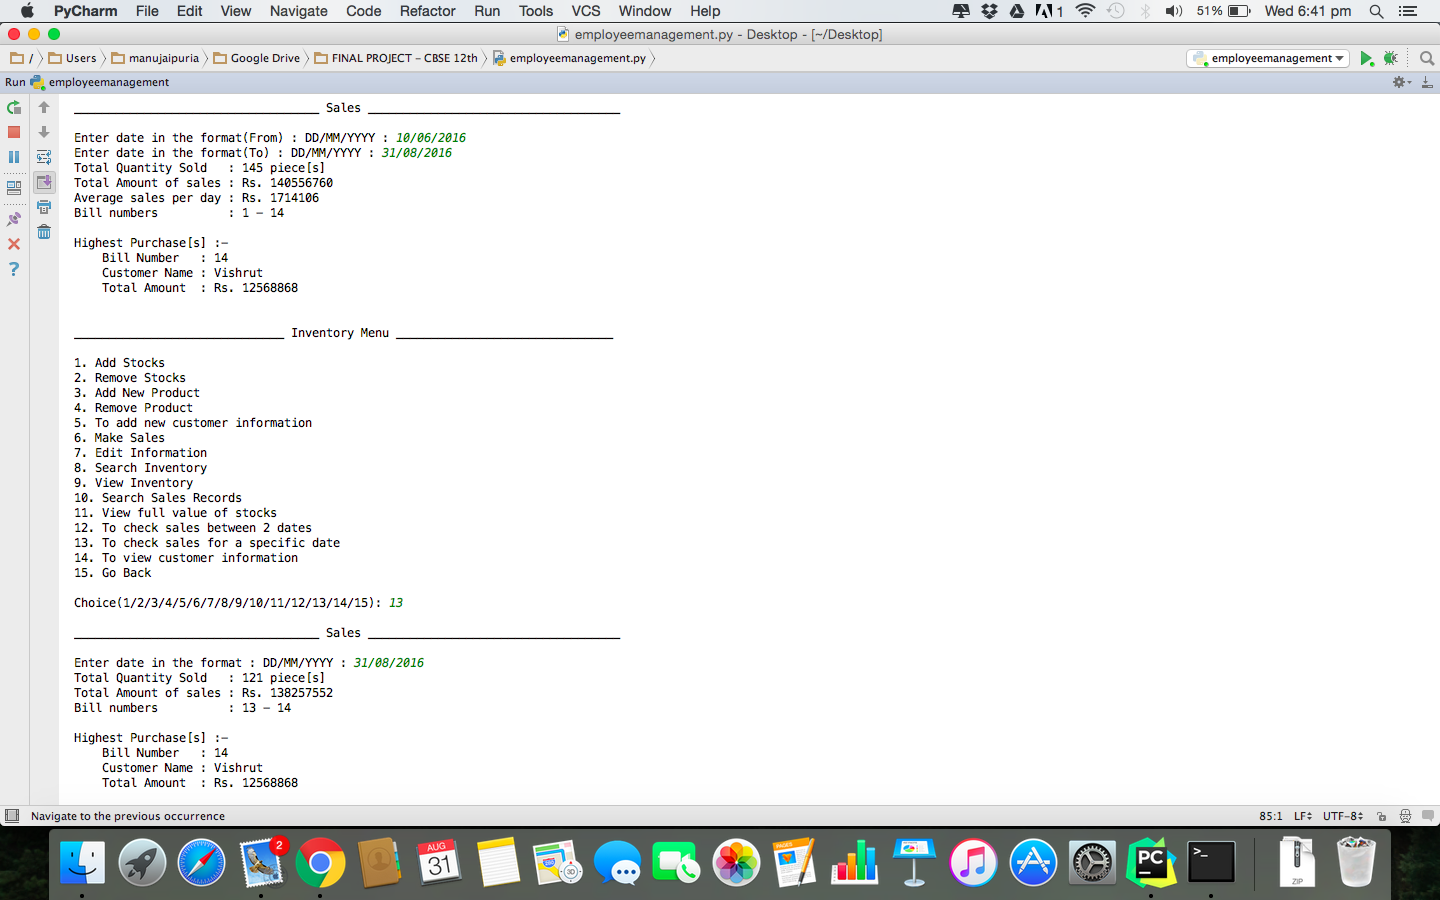 PyCharm File Edit View Navigate Code Refactor Run Tools VCS Window Help 1 51% Wed 6:41 pm
employeemanagement.py - Desktop - [~/Desktop]
/ Users manujaipuria Google Drive FINAL PROJECT – CBSE 12th employeemanagement.py employeemanagement
Run employeemanagement
___________________________________ Sales ____________________________________
Enter date in the format(From) : DD/MM/YYYY : 10/06/2016
Enter date in the format(To) : DD/MM/YYYY : 31/08/2016
Total Quantity Sold : 145 piece[s]
Total Amount of sales : Rs. 140556760
Average sales per day : Rs. 1714106
Bill numbers : 1 – 14
Highest Purchase[s] :–
Bill Number : 14
Customer Name : Vishrut
Total Amount : Rs. 12568868
______________________________ Inventory Menu _______________________________
1. Add Stocks
2. Remove Stocks
3. Add New Product
4. Remove Product
5. To add new customer information
6. Make Sales
7. Edit Information
8. Search Inventory
9. View Inventory
10. Search Sales Records
11. View full value of stocks
12. To check sales between 2 dates
13. To check sales for a specific date
14. To view customer information
15. Go Back
Choice(1/2/3/4/5/6/7/8/9/10/11/12/13/14/15): 13
___________________________________ Sales ____________________________________
Enter date in the format : DD/MM/YYYY : 31/08/2016
Total Quantity Sold : 121 piece[s]
Total Amount of sales : Rs. 138257552
Bill numbers : 13 – 14
Highest Purchase[s] :–
Bill Number : 14
Customer Name : Vishrut
Total Amount : Rs. 12568868
Navigate to the previous occurrence 85:1 LF UTF-8
2
AUG
31
PAGES
3D
PC
>_
ZIP